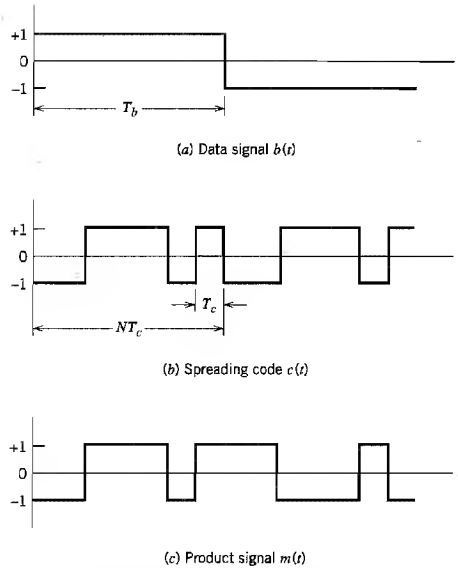 +1
0
−1
T_b
(a) Data signal b(t)
+1
0
−1
T_c
NT_c
(b) Spreading code c(t)
+1
0
−1
(c) Product signal m(t)